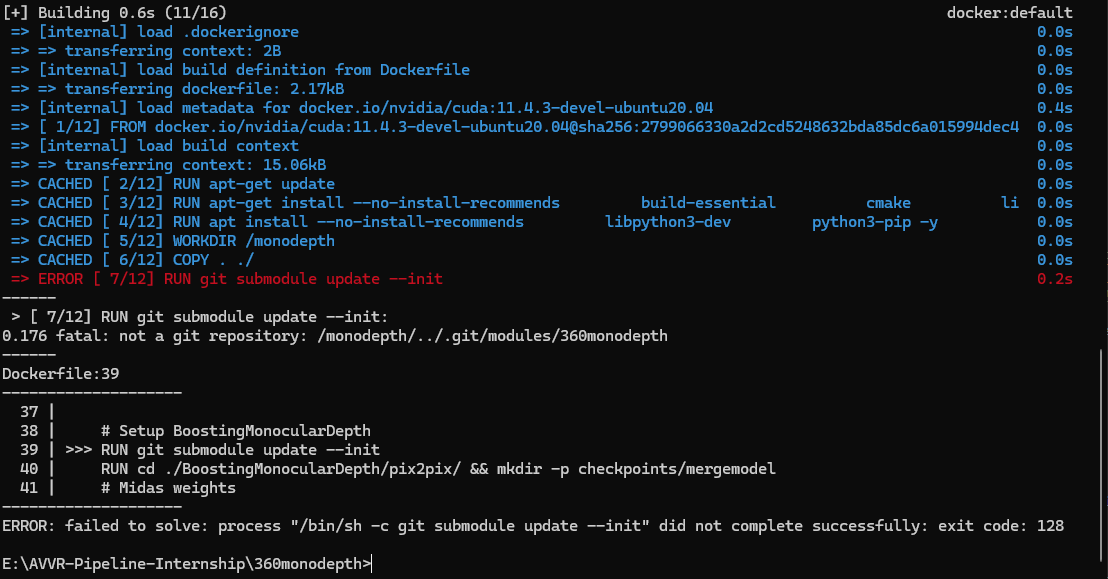 [+] Building 0.6s (11/16) docker:default
=> [internal] load .dockerignore 0.0s
=> => transferring context: 2B 0.0s
=> [internal] load build definition from Dockerfile 0.0s
=> => transferring dockerfile: 2.17kB 0.0s
=> [internal] load metadata for docker.io/nvidia/cuda:11.4.3-devel-ubuntu20.04 0.4s
=> [ 1/12] FROM docker.io/nvidia/cuda:11.4.3-devel-ubuntu20.04@sha256:2799066330a2d2cd5248632bda85dc6a015994dec4 0.0s
=> [internal] load build context 0.0s
=> => transferring context: 15.06kB 0.0s
=> CACHED [ 2/12] RUN apt-get update 0.0s
=> CACHED [ 3/12] RUN apt-get install --no-install-recommends build-essential cmake li 0.0s
=> CACHED [ 4/12] RUN apt install --no-install-recommends libpython3-dev python3-pip -y 0.0s
=> CACHED [ 5/12] WORKDIR /monodepth 0.0s
=> CACHED [ 6/12] COPY . ./ 0.0s
=> ERROR [ 7/12] RUN git submodule update --init 0.2s
------
> [ 7/12] RUN git submodule update --init:
0.176 fatal: not a git repository: /monodepth/../.git/modules/360monodepth
------
Dockerfile:39
--------------------
37 |
38 | # Setup BoostingMonocularDepth
39 | >>> RUN git submodule update --init
40 | RUN cd ./BoostingMonocularDepth/pix2pix/ && mkdir -p checkpoints/mergemodel
41 | # Midas weights
--------------------
ERROR: failed to solve: process "/bin/sh -c git submodule update --init" did not complete successfully: exit code: 128
E:\AVVR-Pipeline-Internship\360monodepth>